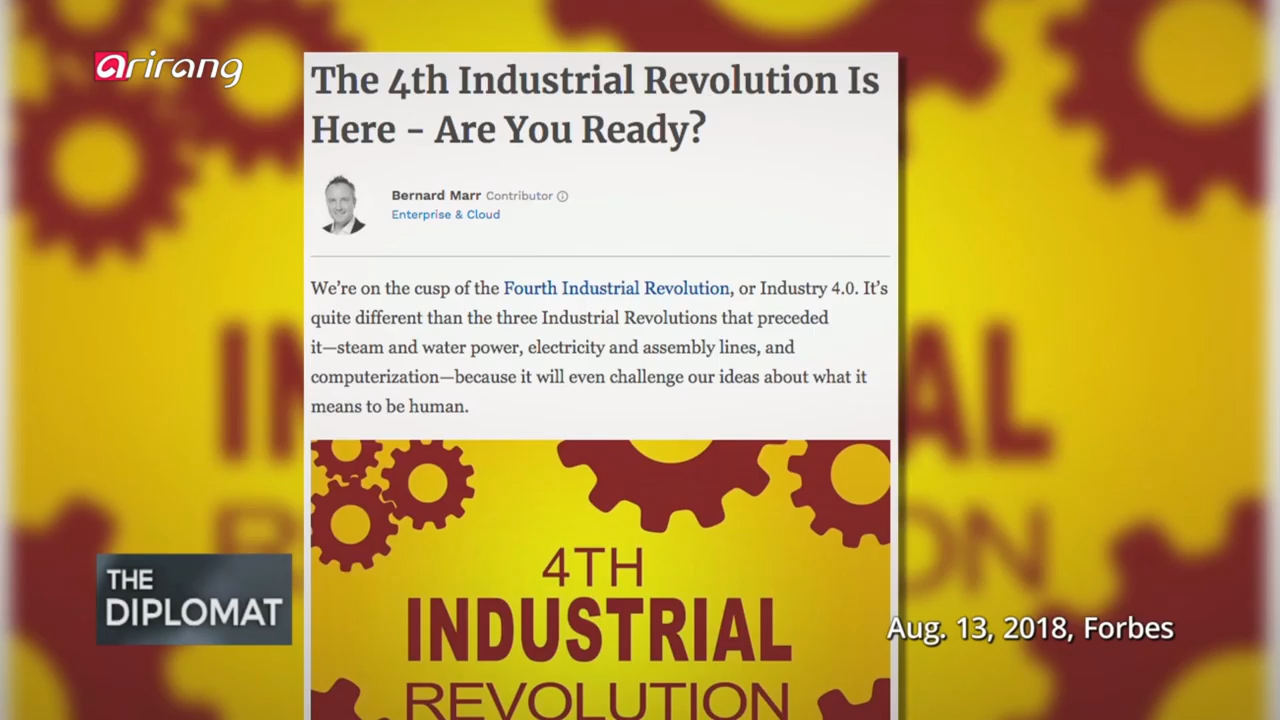 arirang
The 4th Industrial Revolution Is
Here – Are You Ready?
Bernard Marr Contributor
Enterprise & Cloud
We’re on the cusp of the Fourth Industrial Revolution, or Industry 4.0. It’s
quite different than the three Industrial Revolutions that preceded
it—steam and water power, electricity and assembly lines, and
computerization—because it will even challenge our ideas about what it
means to be human.
4TH
INDUSTRIAL
REVOLUTION
THE
DIPLOMAT
Aug. 13, 2018, Forbes